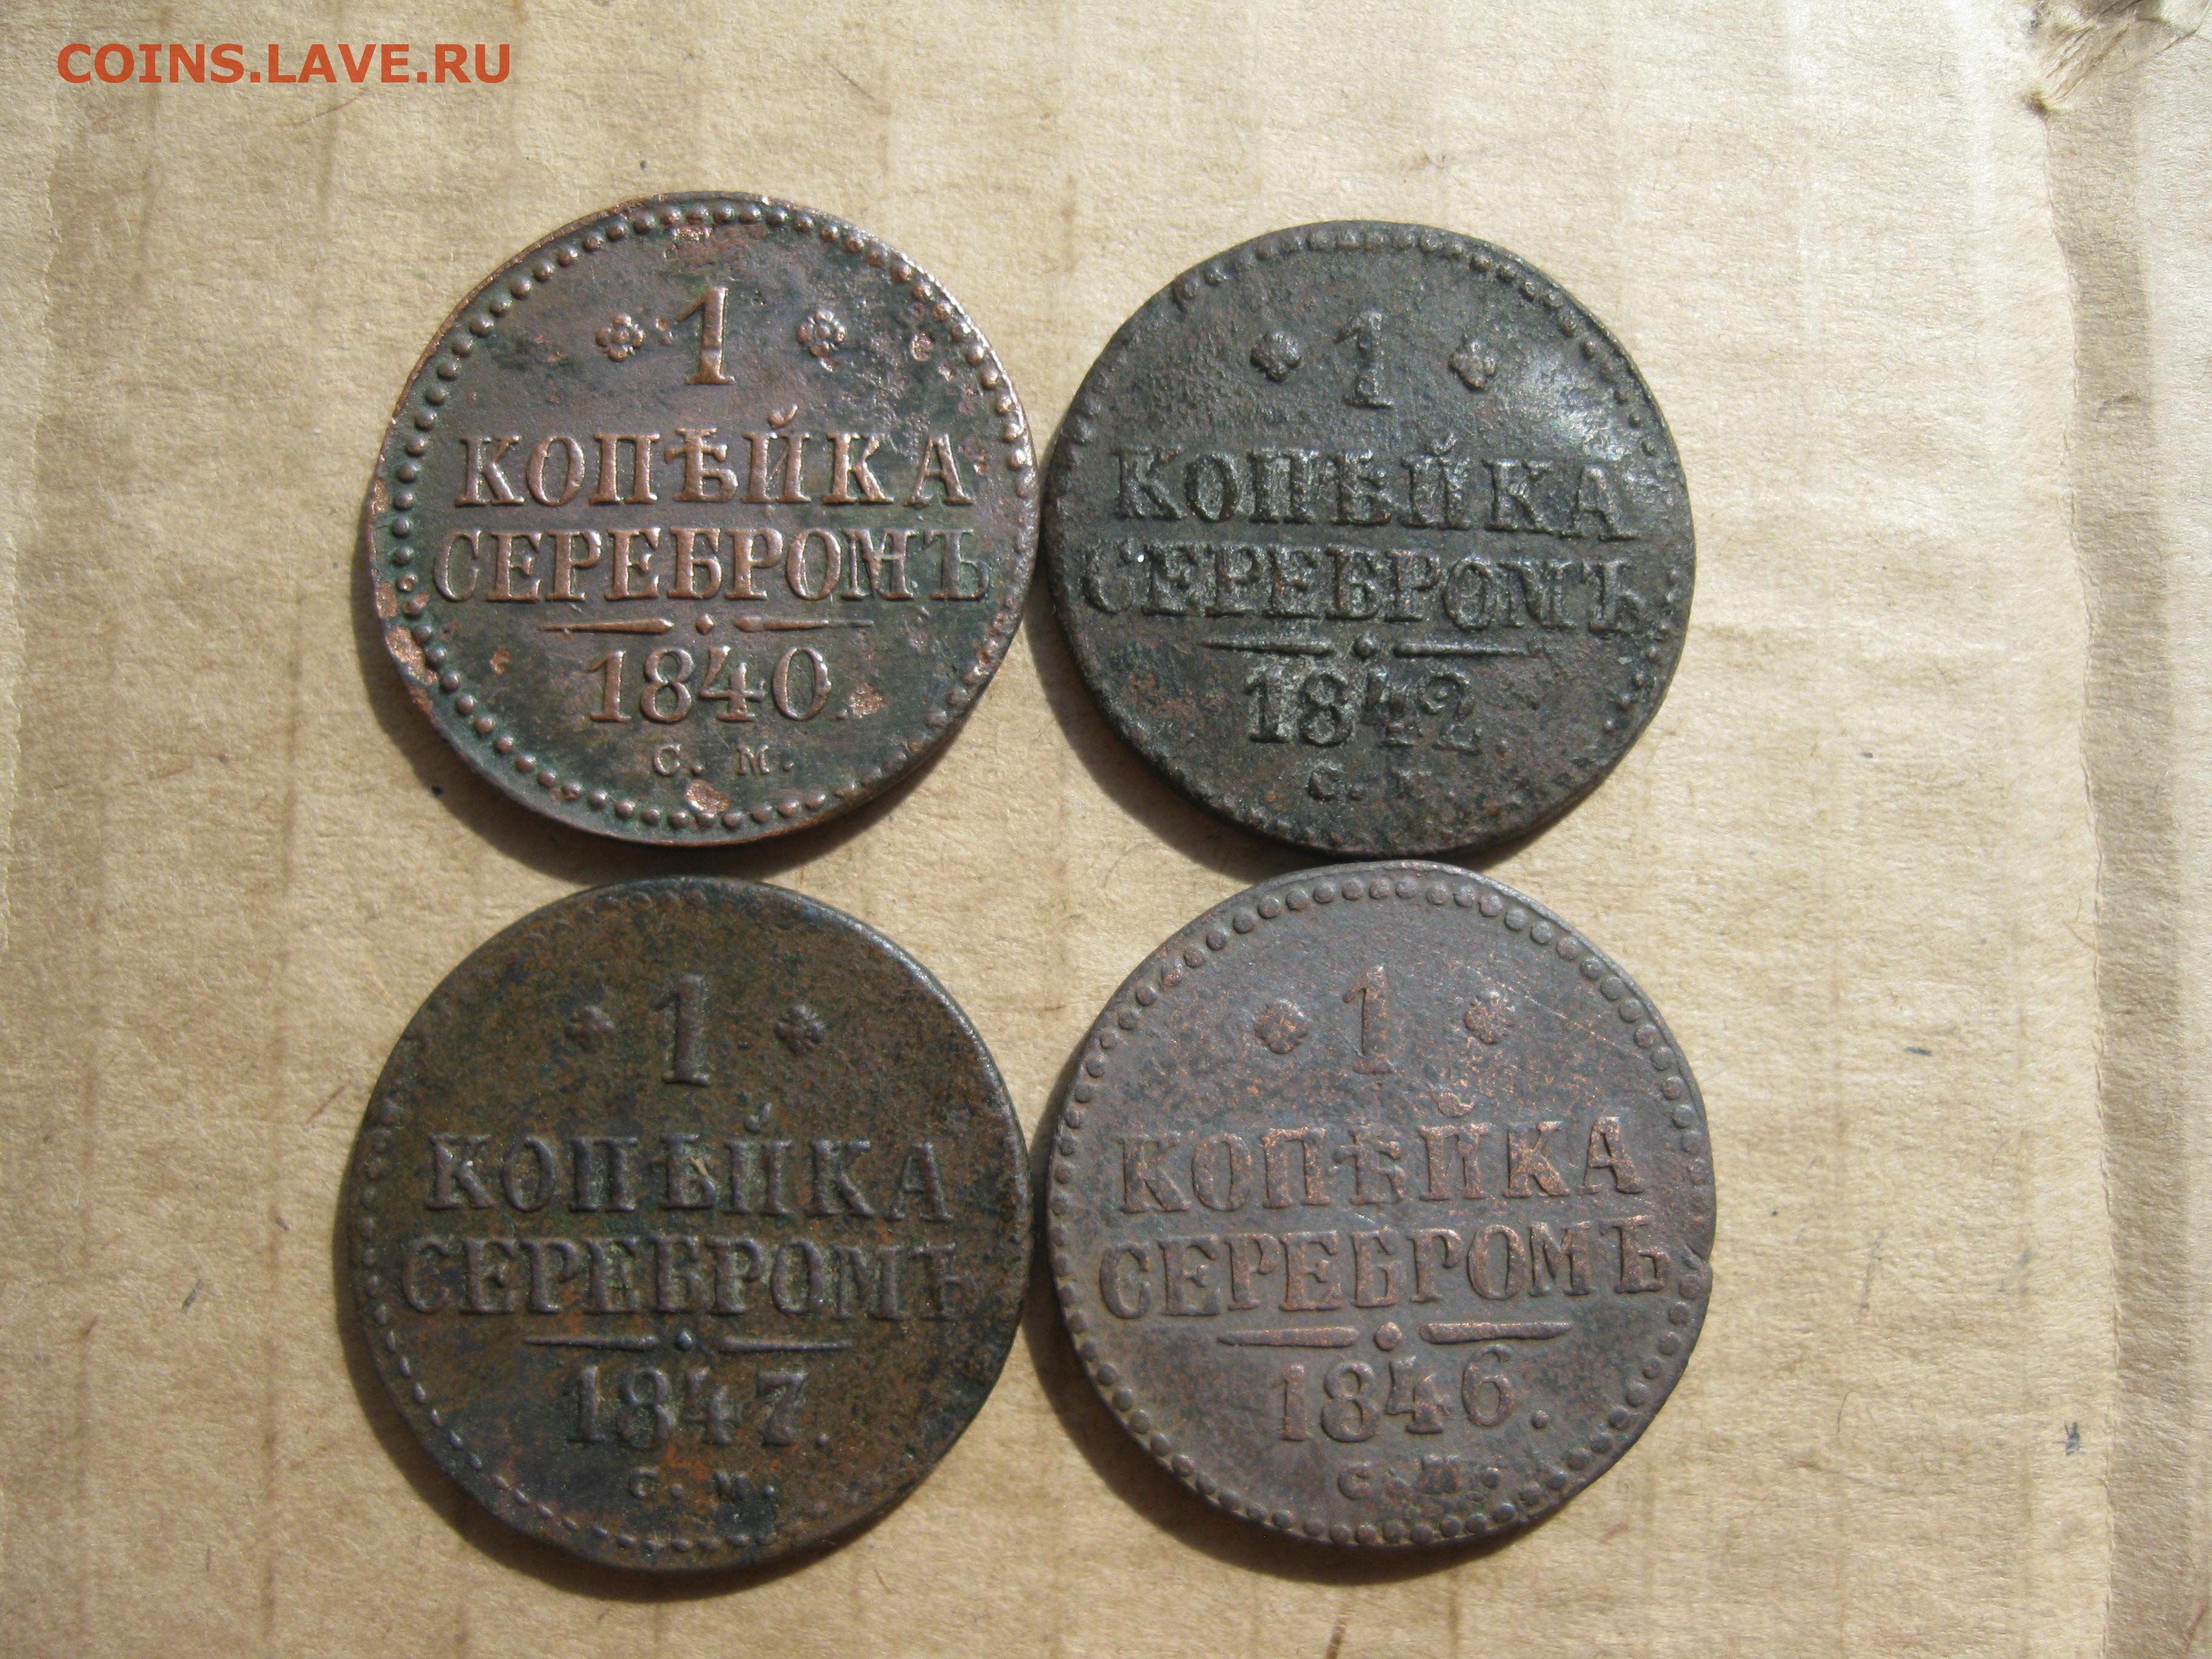 COINS.LAVE.RU
1
КОПѢЙКА
СЕРЕБРОМЪ
1840.
С. М.
1
КОПѢЙКА
СЕРЕБРОМЪ
1842.
С.
1
КОПѢЙКА
СЕРЕБРОМЪ
1847.
С. М.
1
КОПѢЙКА
СЕРЕБРОМЪ
1846.
С. М.